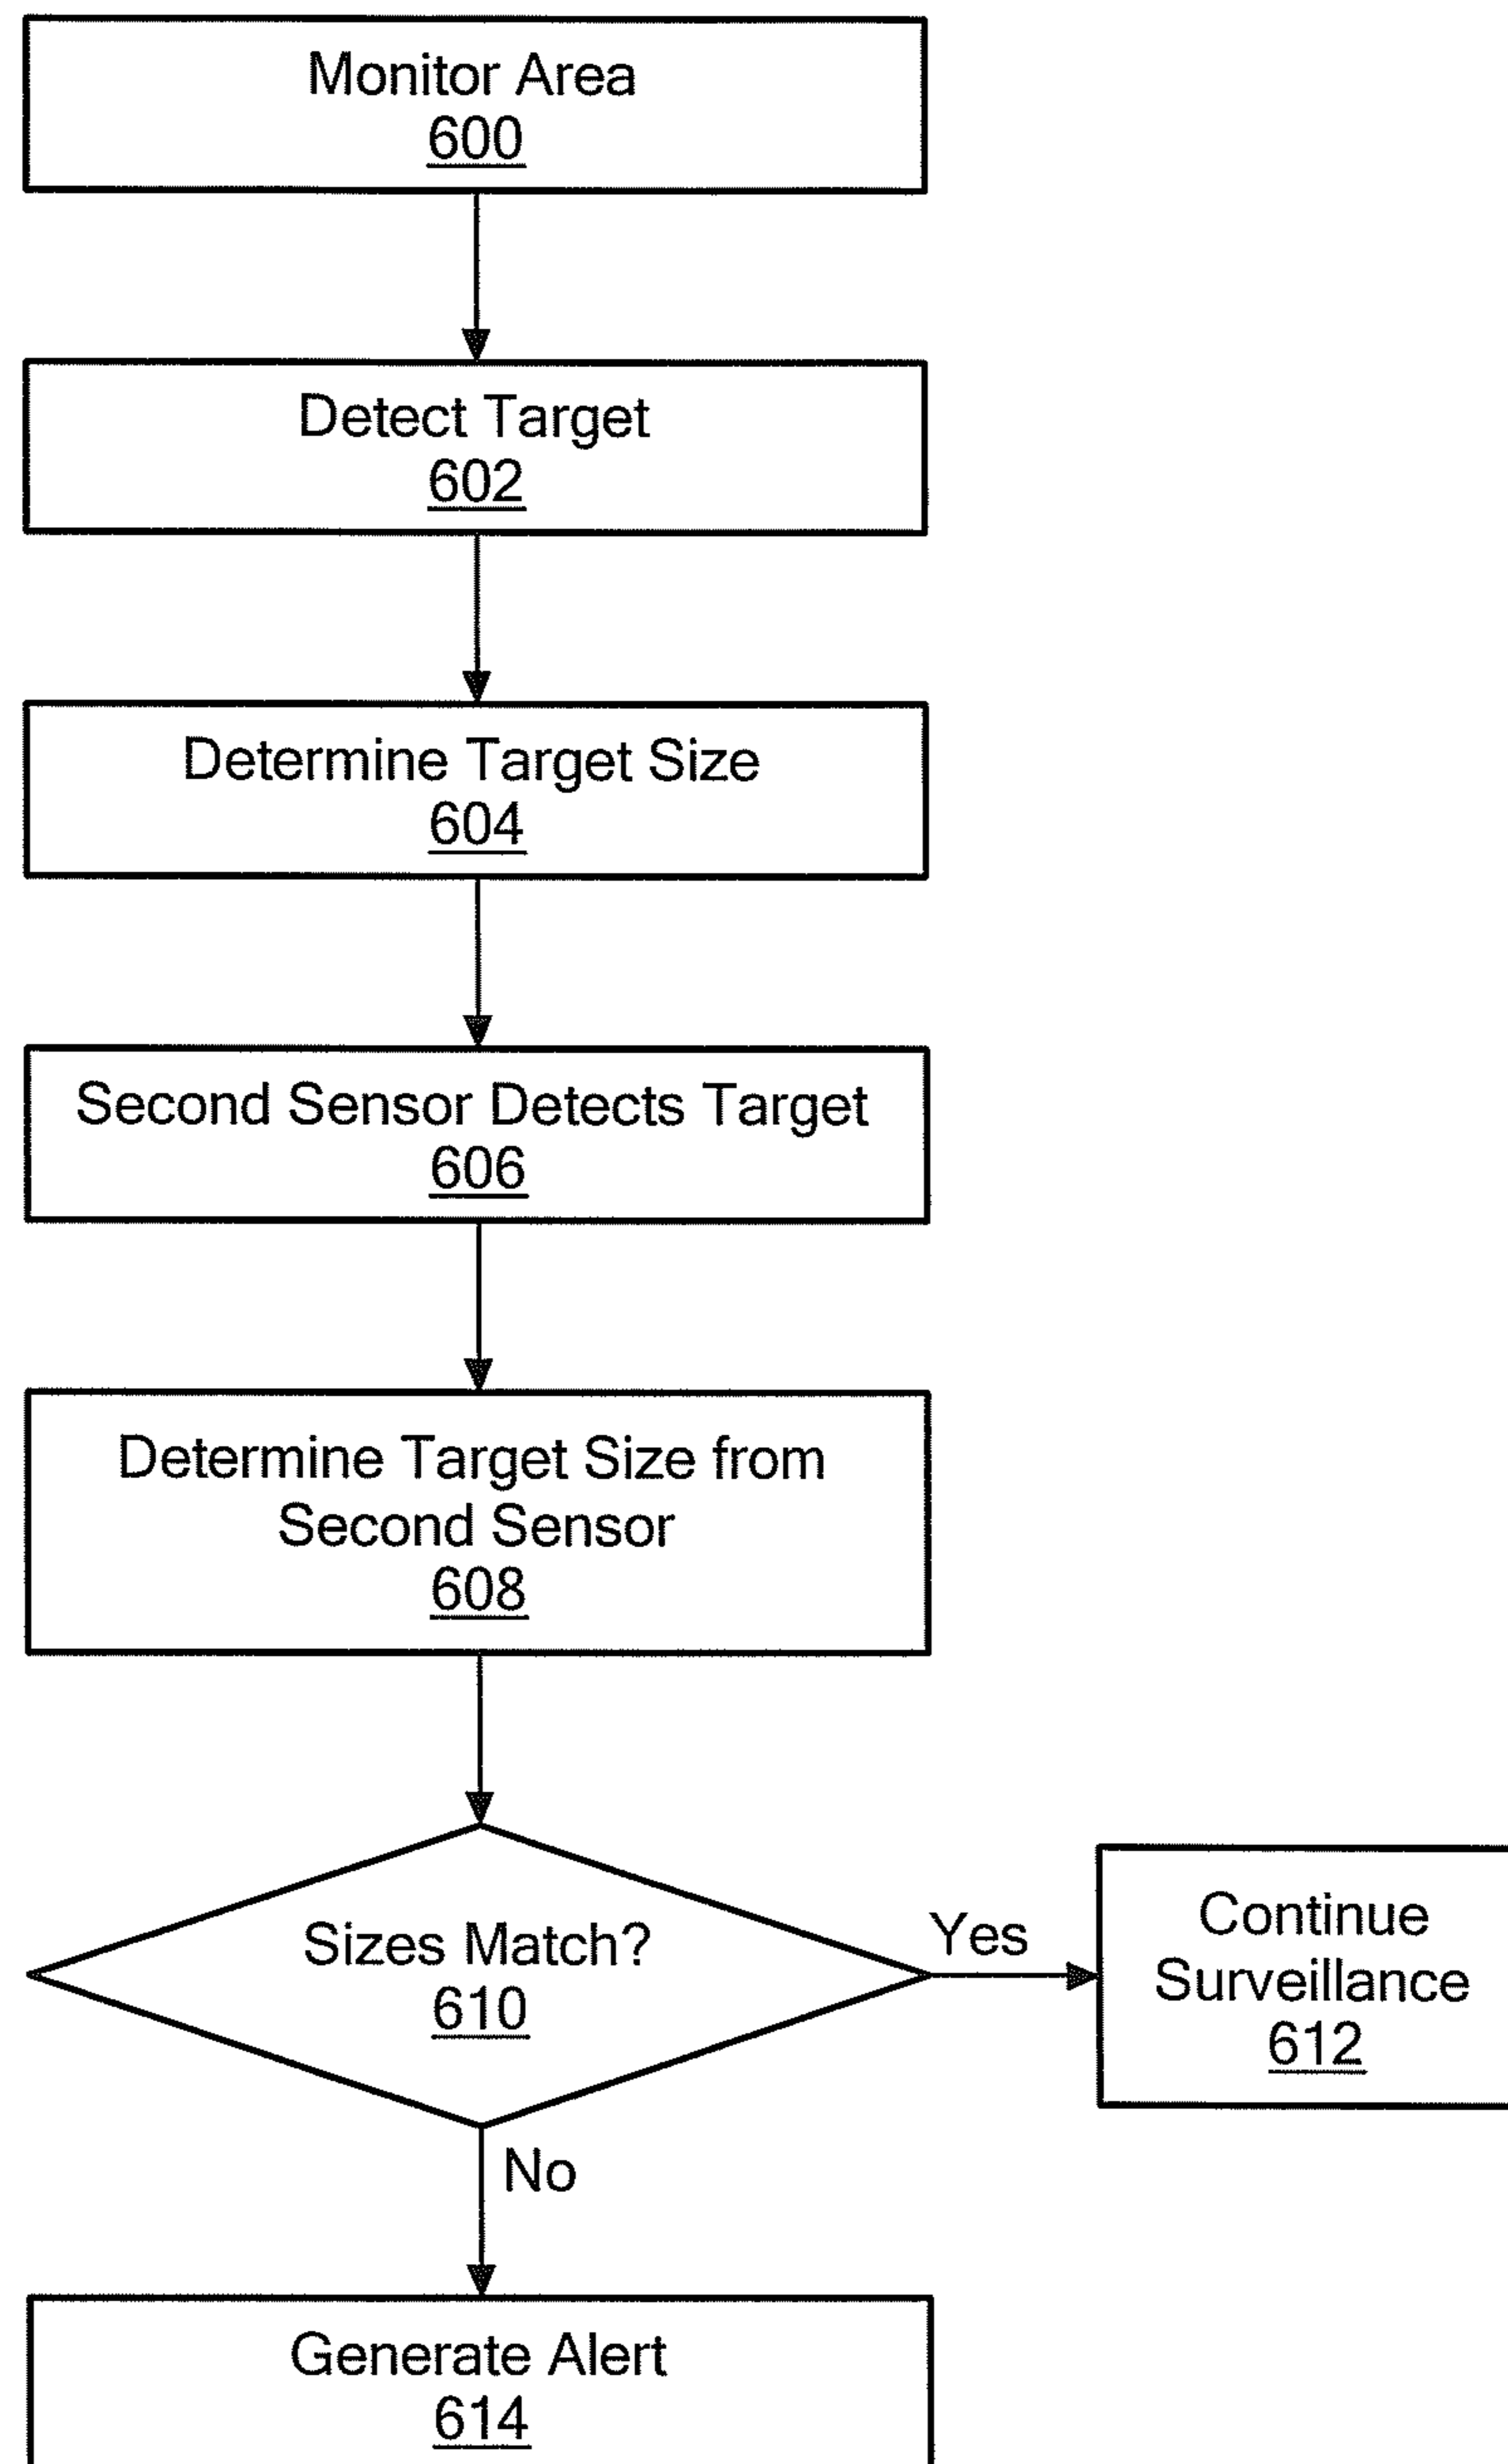 Monitor Area
600
Detect Target
602
Determine Target Size
604
Second Sensor Detects Target
606
Determine Target Size from
Second Sensor
608
Sizes Match?
610
Yes
Continue
Surveillance
612
No
Generate Alert
614